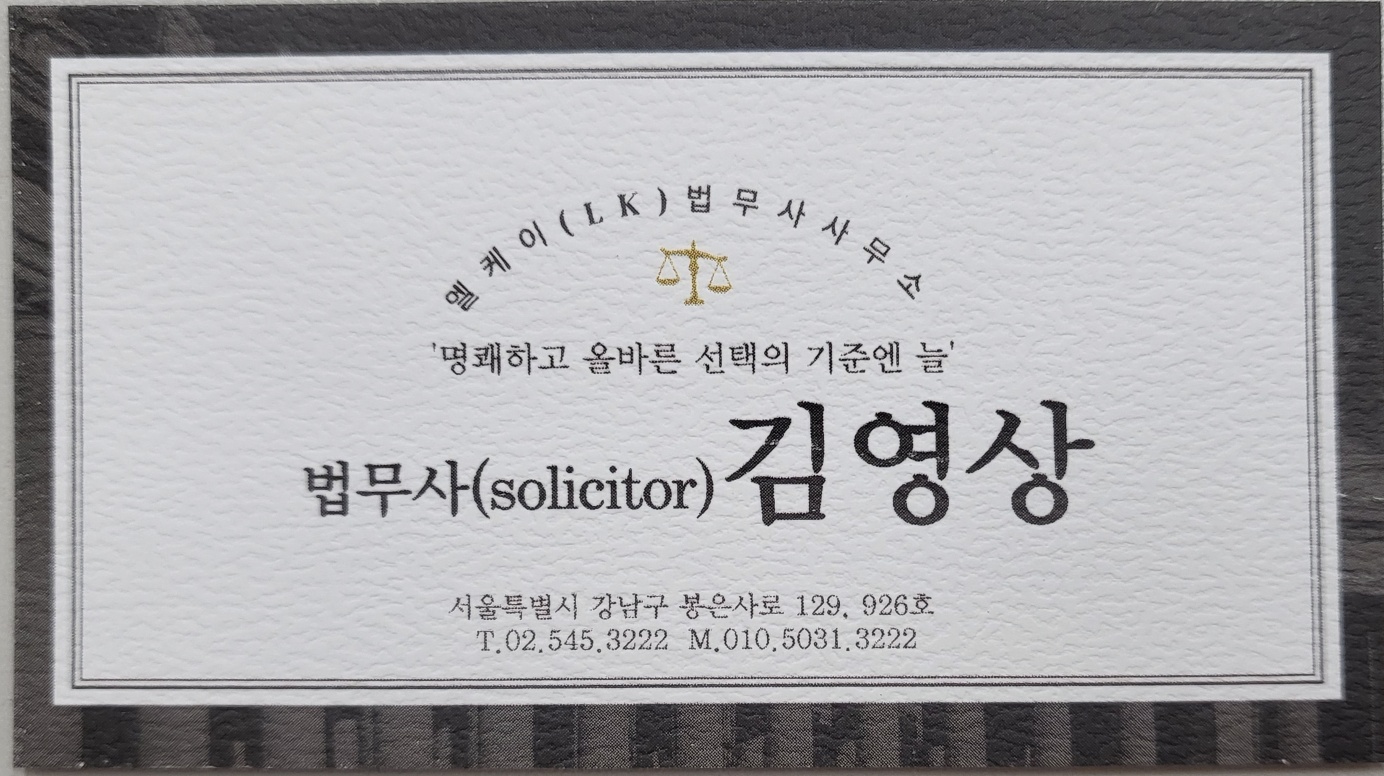 엘케이(LK)법무사사무소
'명쾌하고 올바른 선택의 기준엔 늘'
법무사(solicitor)김영상
서울특별시 강남구 봉은사로 129, 926호
T.02.545.3222 M.010.5031.3222